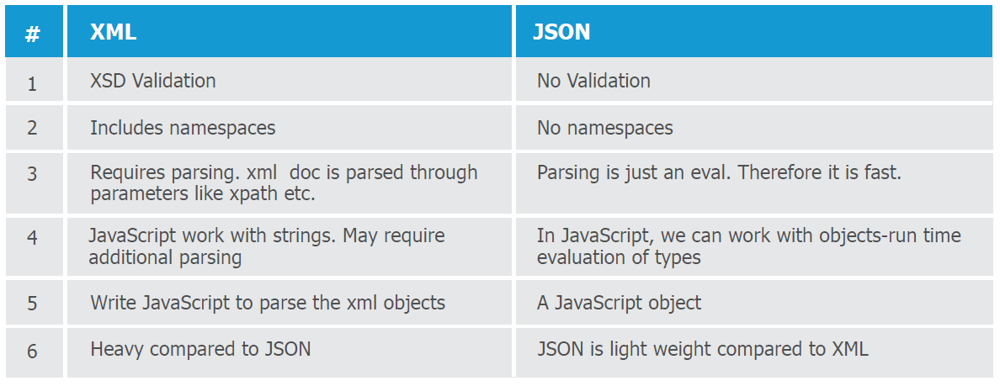 # XML JSON
1 XSD Validation No Validation
2 Includes namespaces No namespaces
3 Requires parsing. xml doc is parsed through Parsing is just an eval. Therefore it is fast.
parameters like xpath etc.
4 JavaScript work with strings. May require In JavaScript, we can work with objects-run time
additional parsing evaluation of types
5 Write JavaScript to parse the xml objects A JavaScript object
6 Heavy compared to JSON JSON is light weight compared to XML